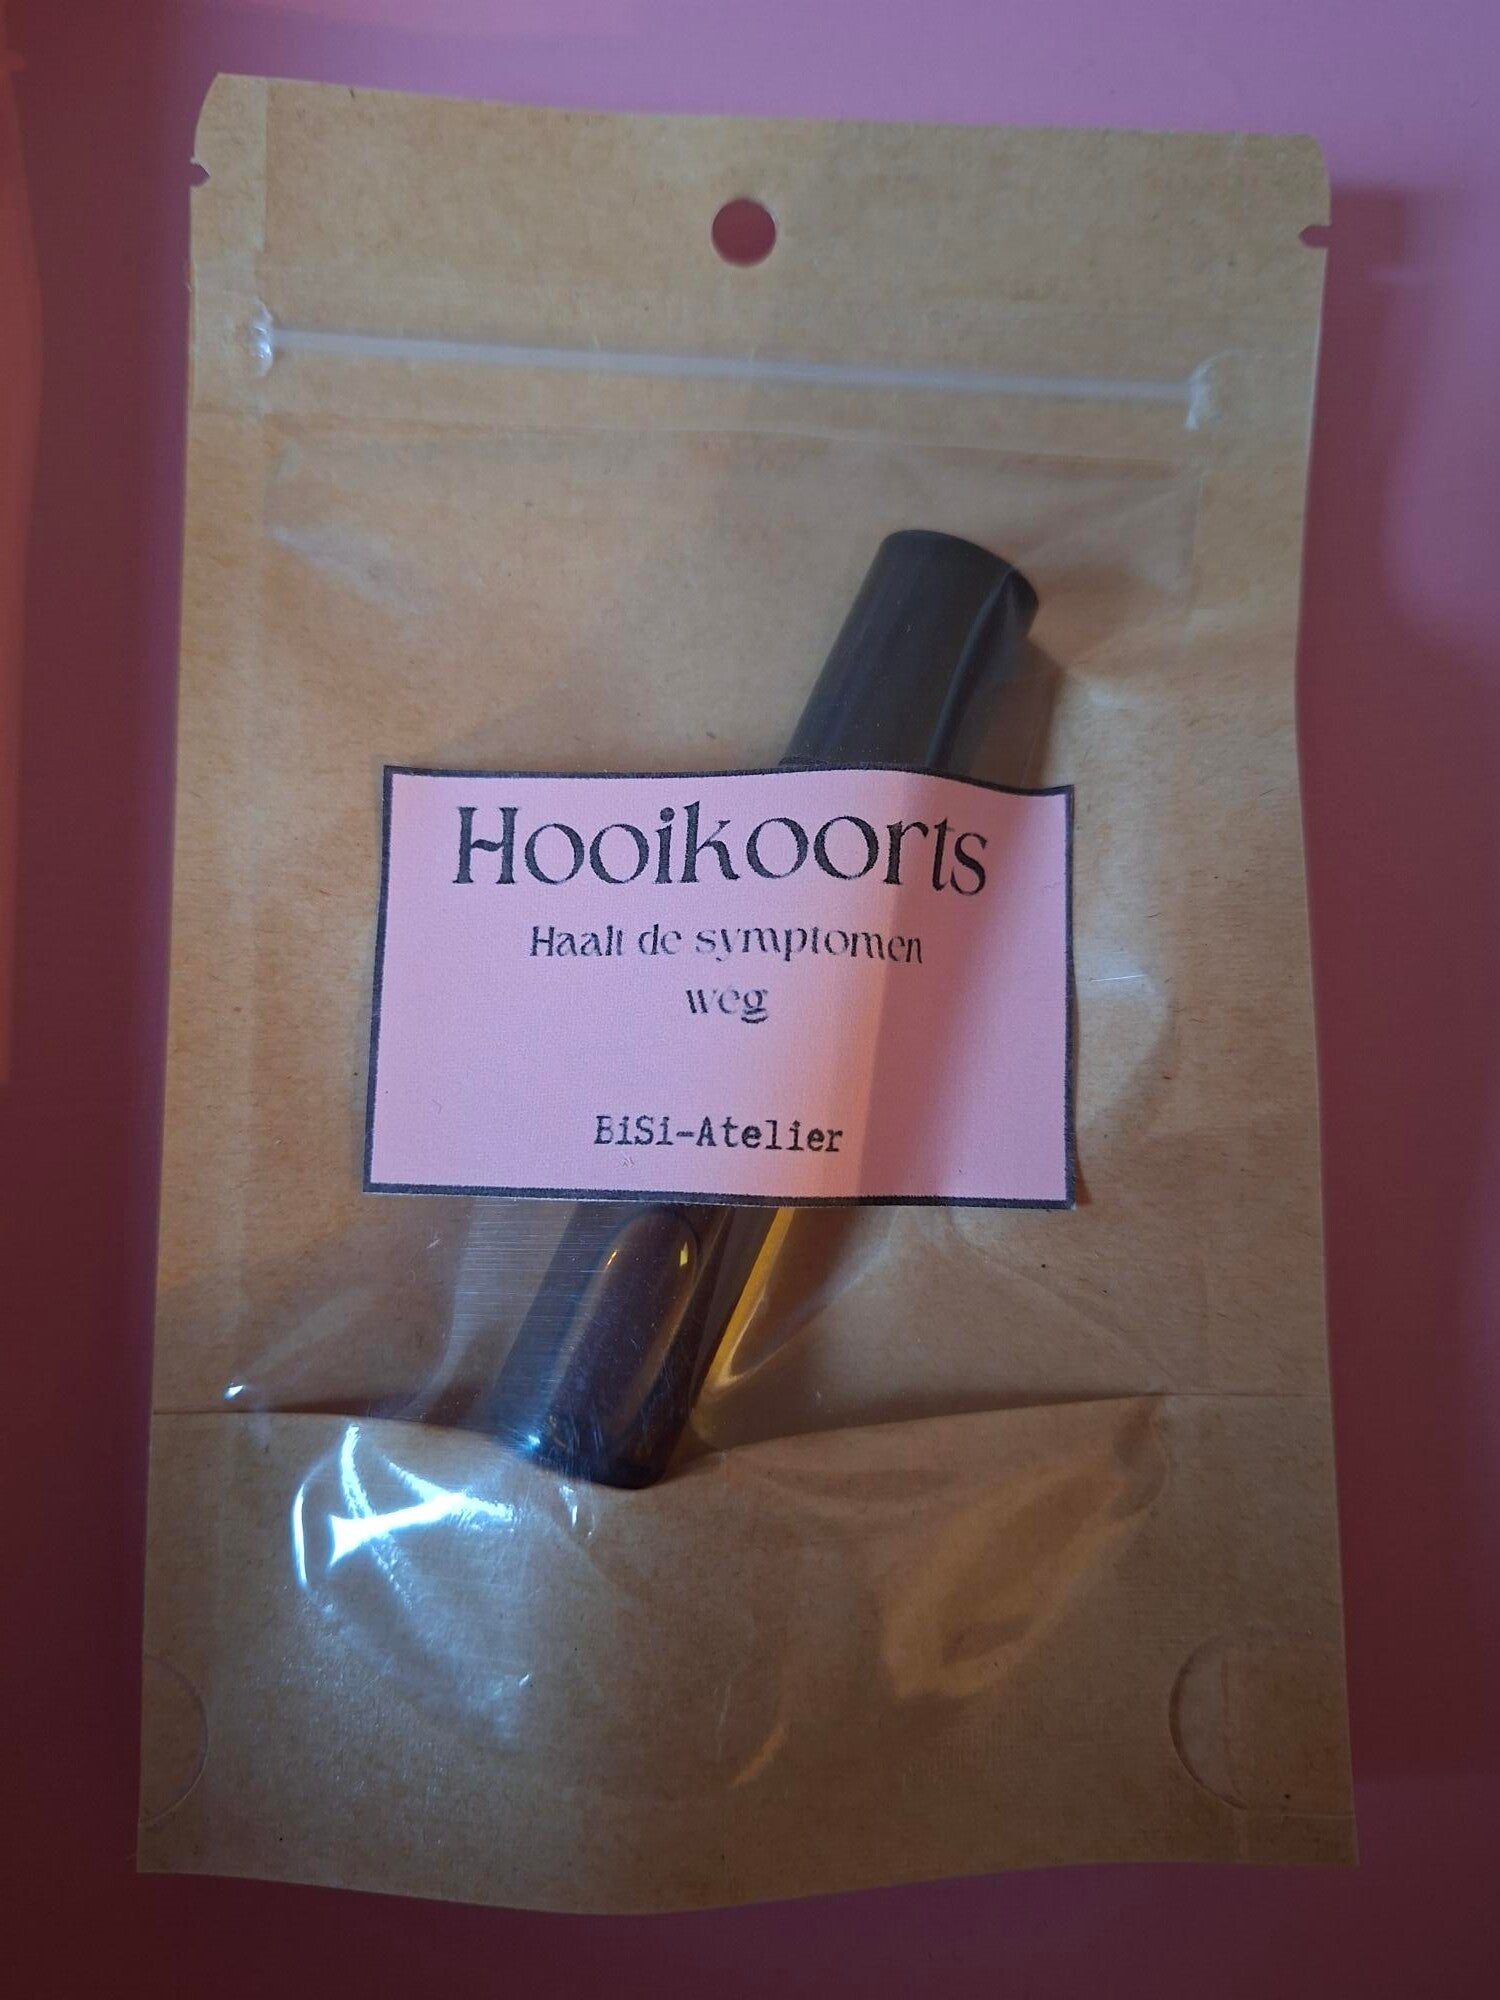 Hooikoorts
Haalt de symptomen
weg
BiSi-Atelier